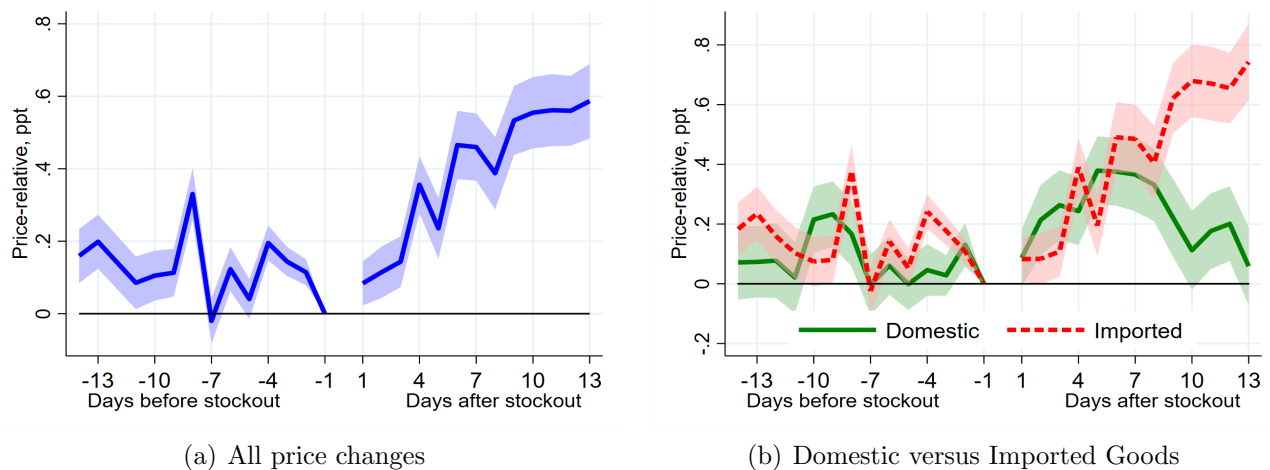 Price-relative, ppt
.8
.6
.4
.2
0
-13 -10 -7 -4 -1 1 4 7 10 13
Days before stockout Days after stockout
(a) All price changes
Price-relative, ppt
.8
.6
.4
.2
0
-.2
Domestic Imported
-13 -10 -7 -4 -1 1 4 7 10 13
Days before stockout Days after stockout
(b) Domestic versus Imported Goods